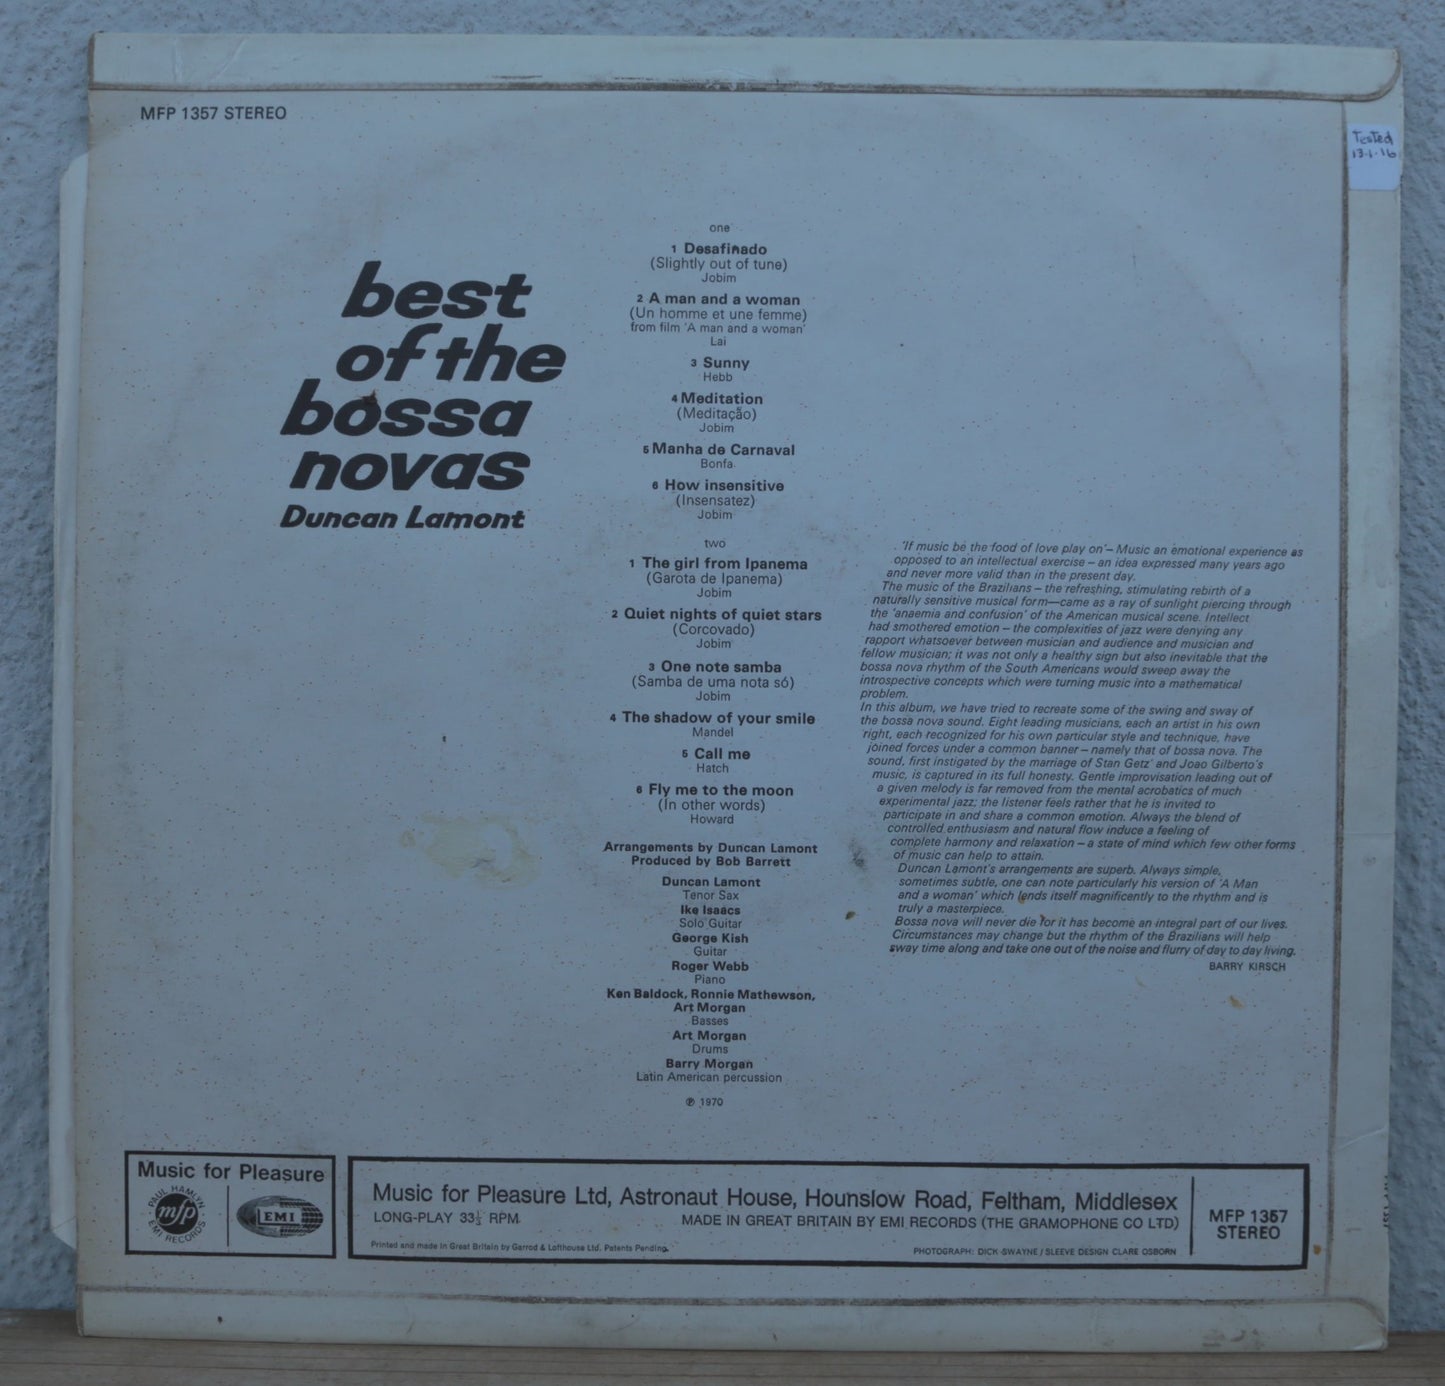 MFP 1357 STEREO
Tested
13.1.16
best
of the
bossa
novas
Duncan Lamont
one
1 Desafinado
(Slightly out of tune)
Jobim
2 A man and a woman
(Un homme et une femme)
from film 'A man and a woman'
Lai
3 Sunny
Hebb
4 Meditation
(Meditação)
Jobim
5 Manha de Carnaval
Bonfa
6 How insensitive
(Insensatez)
Jobim
two
1 The girl from Ipanema
(Garota de Ipanema)
Jobim
2 Quiet nights of quiet stars
(Corcovado)
Jobim
3 One note samba
(Samba de uma nota só)
Jobim
4 The shadow of your smile
Mandel
5 Call me
Hatch
6 Fly me to the moon
(In other words)
Howard
Arrangements by Duncan Lamont
Produced by Bob Barrett
Duncan Lamont
Tenor Sax
Ike Isaacs
Solo Guitar
George Kish
Guitar
Roger Webb
Piano
Ken Baldock, Ronnie Mathewson,
Art Morgan
Basses
Art Morgan
Drums
Barry Morgan
Latin American percussion
℗ 1970
'If music be the food of love play on'– Music an emotional experience as
opposed to an intellectual exercise – an idea expressed many years ago
and never more valid than in the present day.
The music of the Brazilians – the refreshing, stimulating rebirth of a
naturally sensitive musical form—came as a ray of sunlight piercing through
the 'anaemia and confusion' of the American musical scene. Intellect
had smothered emotion – the complexities of jazz were denying any
rapport whatsoever between musician and audience and musician and
fellow musician; it was not only a healthy sign but also inevitable that the
bossa nova rhythm of the South Americans would sweep away the
introspective concepts which were turning music into a mathematical
problem.
In this album, we have tried to recreate some of the swing and sway of
the bossa nova sound. Eight leading musicians, each an artist in his own
right, each recognized for his own particular style and technique, have
joined forces under a common banner – namely that of bossa nova. The
sound, first instigated by the marriage of Stan Getz' and Joao Gilberto's
music, is captured in its full honesty. Gentle improvisation leading out of
a given melody is far removed from the mental acrobatics of much
experimental jazz; the listener feels rather that he is invited to
participate in and share a common emotion. Always the blend of
controlled enthusiasm and natural flow induce a feeling of
complete harmony and relaxation – a state of mind which few other forms
of music can help to attain.
Duncan Lamont's arrangements are superb. Always simple,
sometimes subtle, one can note particularly his version of 'A Man
and a woman' which lends itself magnificently to the rhythm and is
truly a masterpiece.
Bossa nova will never die for it has become an integral part of our lives.
Circumstances may change but the rhythm of the Brazilians will help
sway time along and take one out of the noise and flurry of day to day living.
BARRY KIRSCH
Music for Pleasure
PAUL HAMLYN
mfp
EMI RECORDS
EMI
Music for Pleasure Ltd, Astronaut House, Hounslow Road, Feltham, Middlesex
LONG-PLAY 33⅓ RPM
MADE IN GREAT BRITAIN BY EMI RECORDS (THE GRAMOPHONE CO LTD)
Printed and made in Great Britain by Garrod & Lofthouse Ltd. Patents Pending.
PHOTOGRAPH: DICK SWAYNE / SLEEVE DESIGN CLARE OSBORN
MFP 1357
STEREO